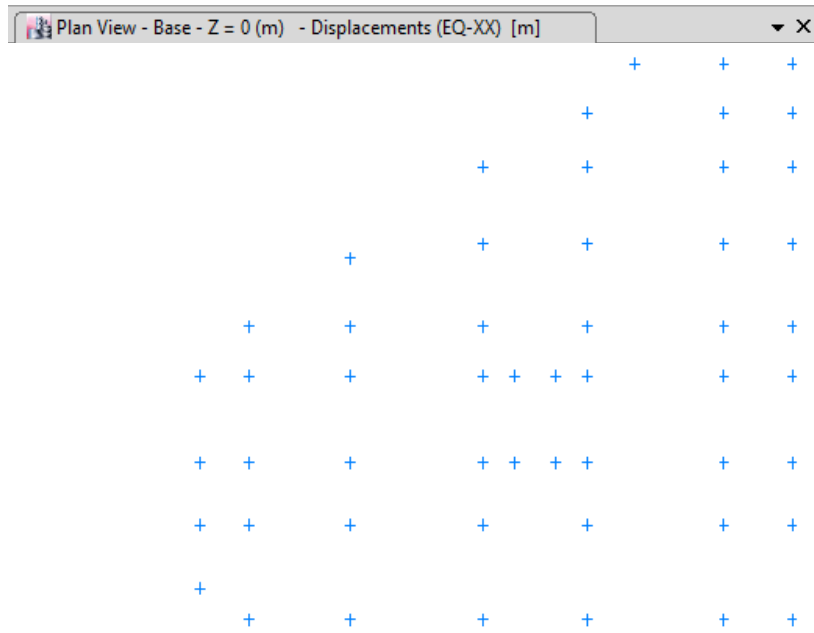 Plan View - Base - Z = 0 (m) - Displacements (EQ-XX) [m]